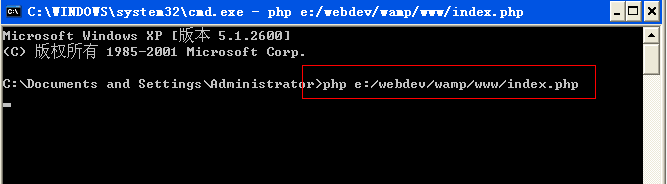 C:\WINDOWS\system32\cmd.exe - php e:/webdev/wamp/www/index.php
Microsoft Windows XP [版本 5.1.2600]
(C) 版权所有 1985-2001 Microsoft Corp.
C:\Documents and Settings\Administrator>php e:/webdev/wamp/www/index.php